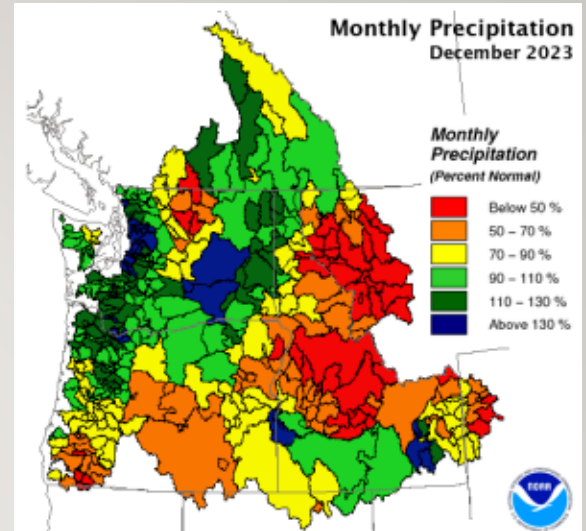 Monthly Precipitation
December 2023
Monthly
Precipitation
(Percent Normal)
Below 50 %
50 – 70 %
70 – 90 %
90 – 110 %
110 – 130 %
Above 130 %
NOAA